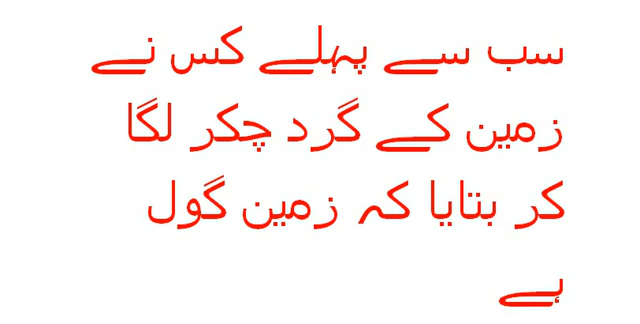 سب سے پہلے کس نے
زمین کے گرد چکر لگا
کر بتایا کہ زمین گول
ہے